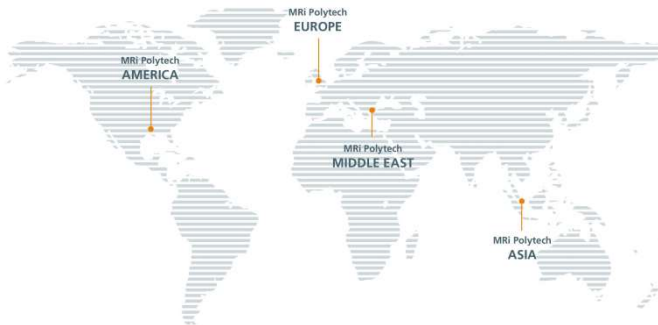 MRi Polytech
EUROPE
MRi Polytech
AMERICA
MRi Polytech
MIDDLE EAST
MRi Polytech
ASIA